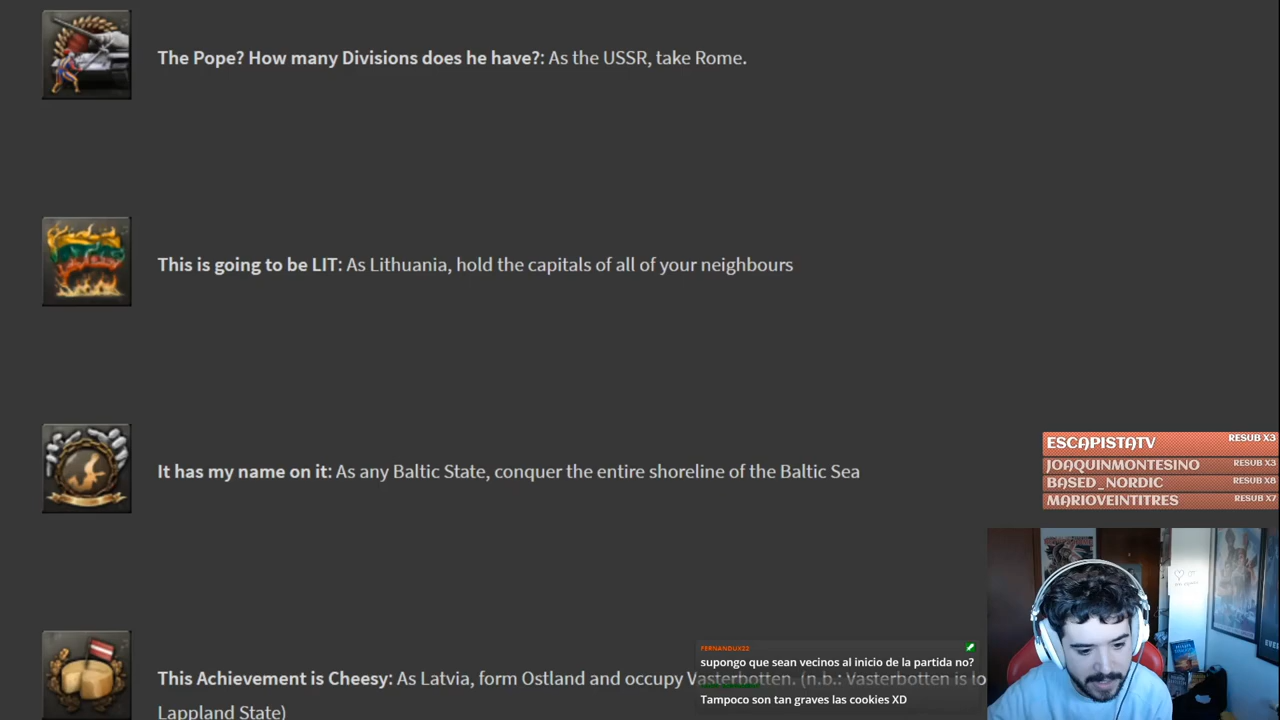 The Pope? How many Divisions does he have?: As the USSR, take Rome.
This is going to be LIT: As Lithuania, hold the capitals of all of your neighbours
It has my name on it: As any Baltic State, conquer the entire shoreline of the Baltic Sea
ESCAPISTATV RESUB X3
JOAQUINMONTESINO RESUB X3
BASED_NORDIC RESUB X8
MARIOVEINTITRES RESUB X7
FERNANDUX22
supongo que sean vecinos al inicio de la partida no?
This Achievement is Cheesy: As Latvia, form Ostland and occupy Vasterbotten. (n.b.: Vasterbotten is
Tampoco son tan graves las cookies XD
Lappland State)